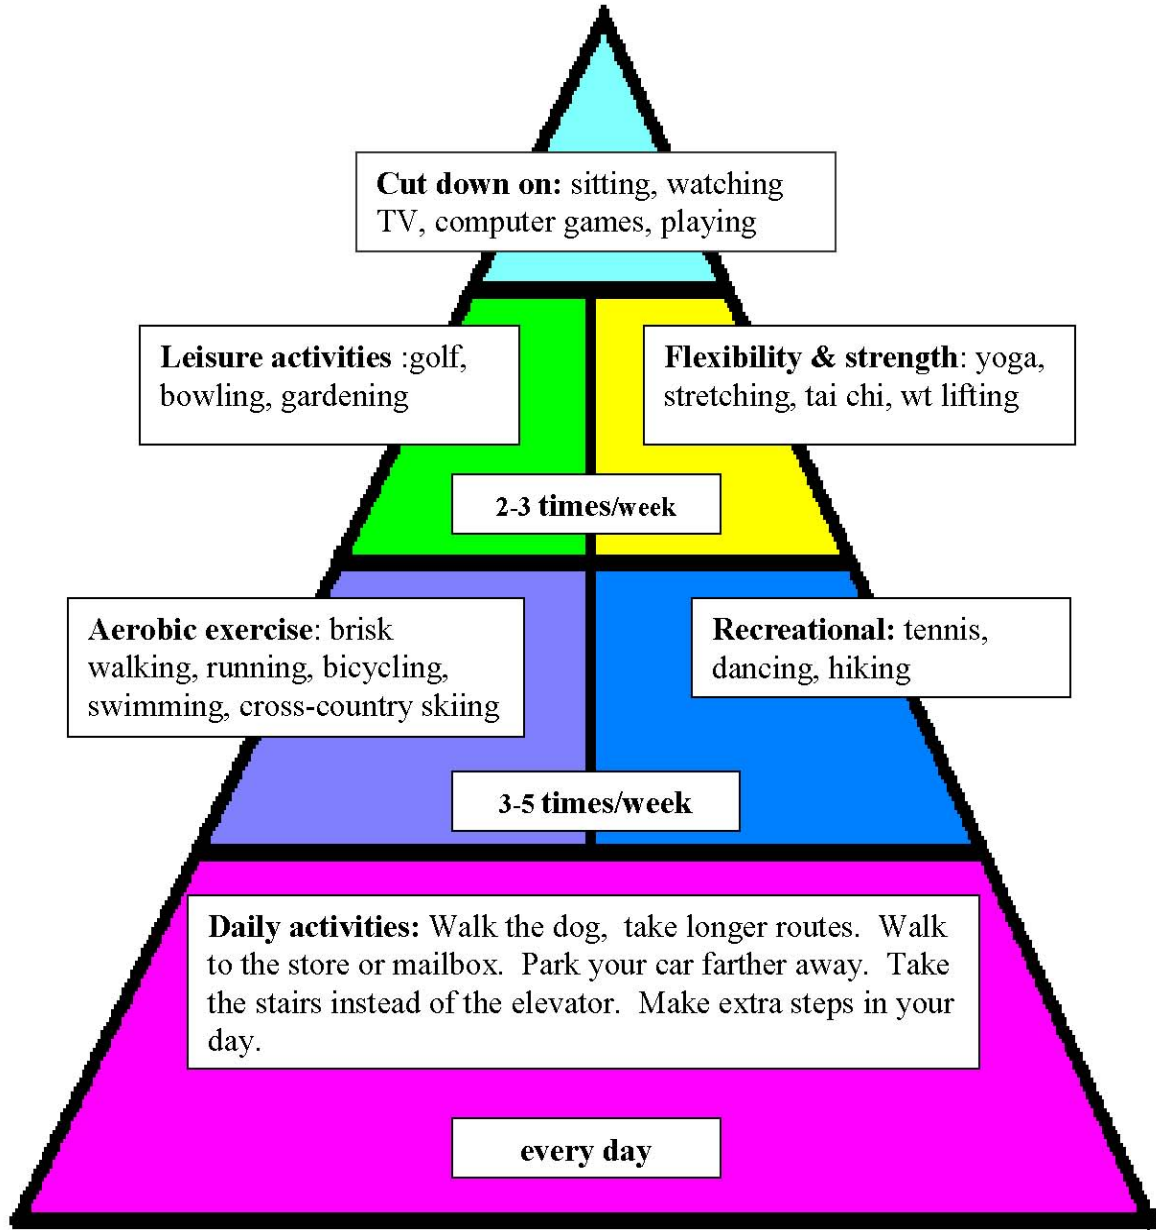 Cut down on: sitting, watching
TV, computer games, playing
Leisure activities :golf,
bowling, gardening
Flexibility & strength: yoga,
stretching, tai chi, wt lifting
2-3 times/week
Aerobic exercise: brisk
walking, running, bicycling,
swimming, cross-country skiing
Recreational: tennis,
dancing, hiking
3-5 times/week
Daily activities: Walk the dog,  take longer routes.  Walk
to the store or mailbox.  Park your car farther away.  Take
the stairs instead of the elevator.  Make extra steps in your
day.
every day